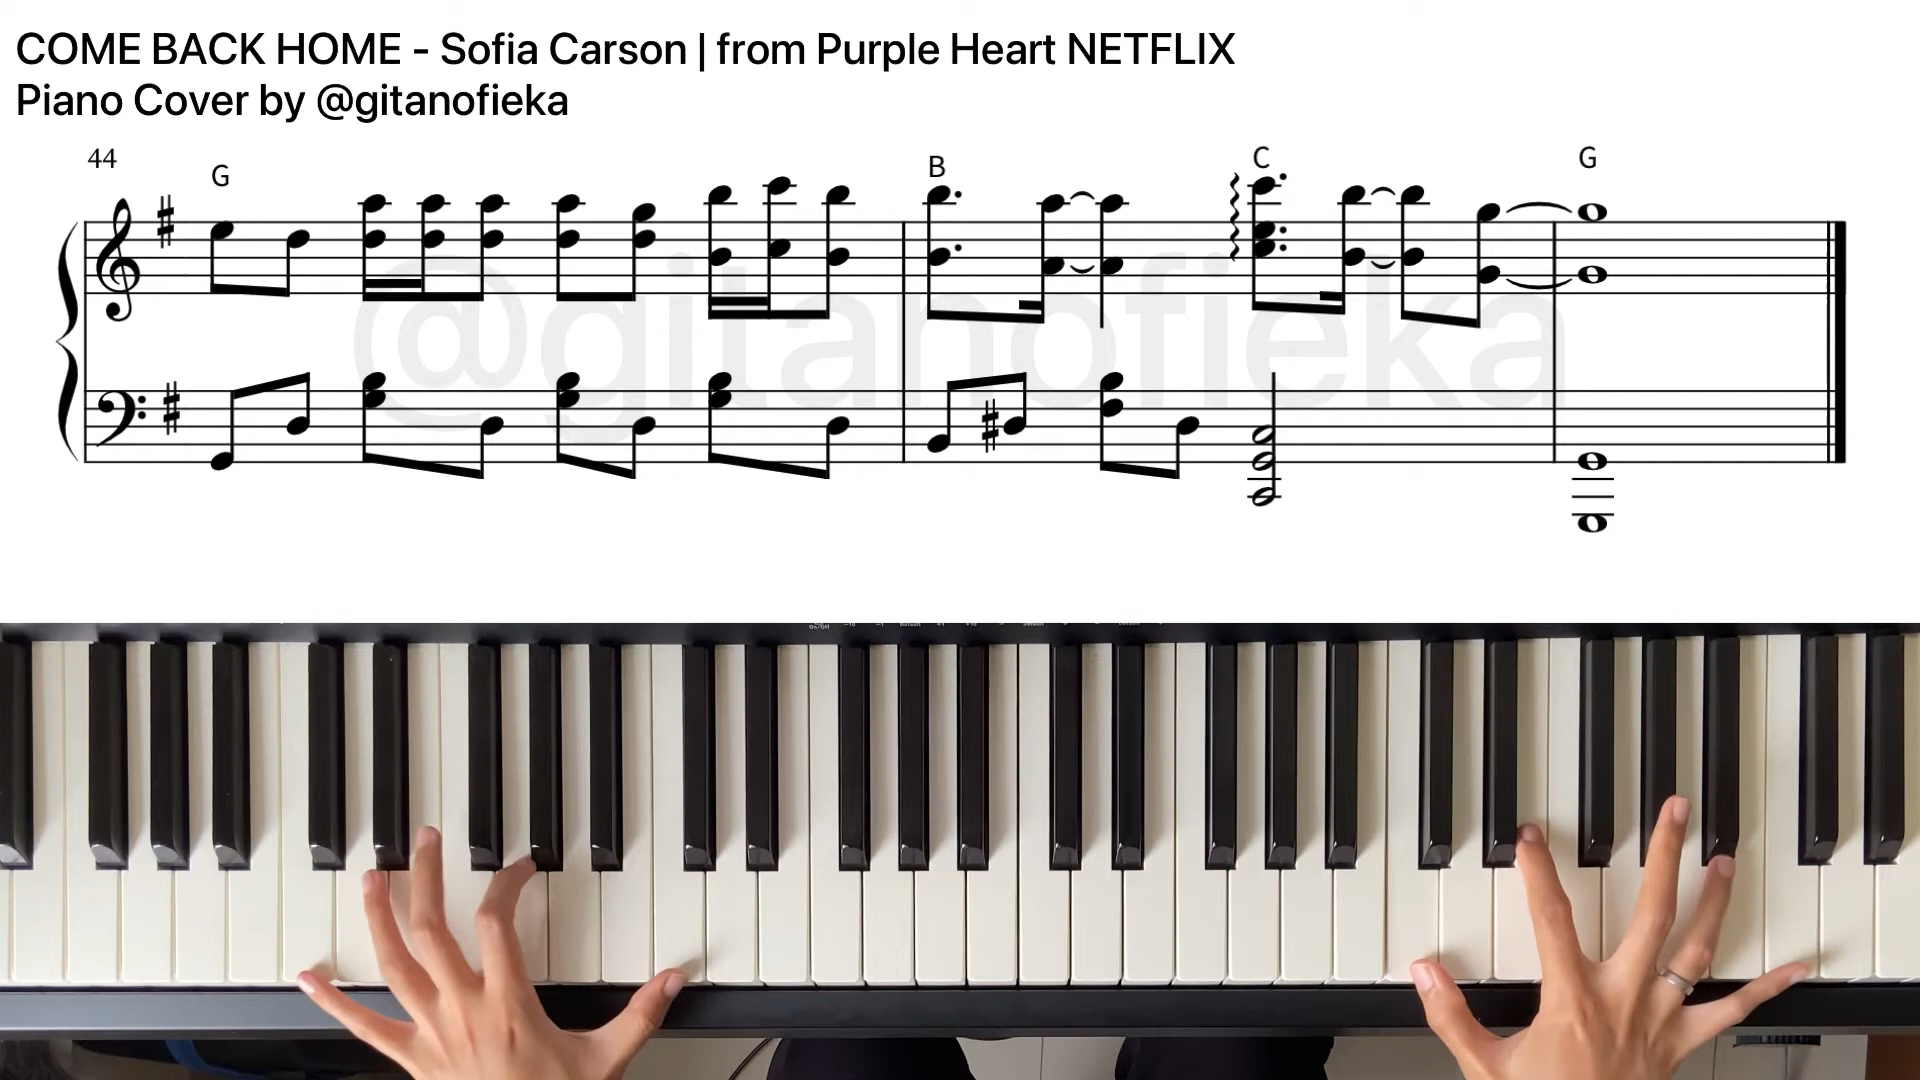 COME BACK HOME - Sofia Carson | from Purple Heart NETFLIX
Piano Cover by @gitanofieka
44
G
B
C
G
@gitanofieka